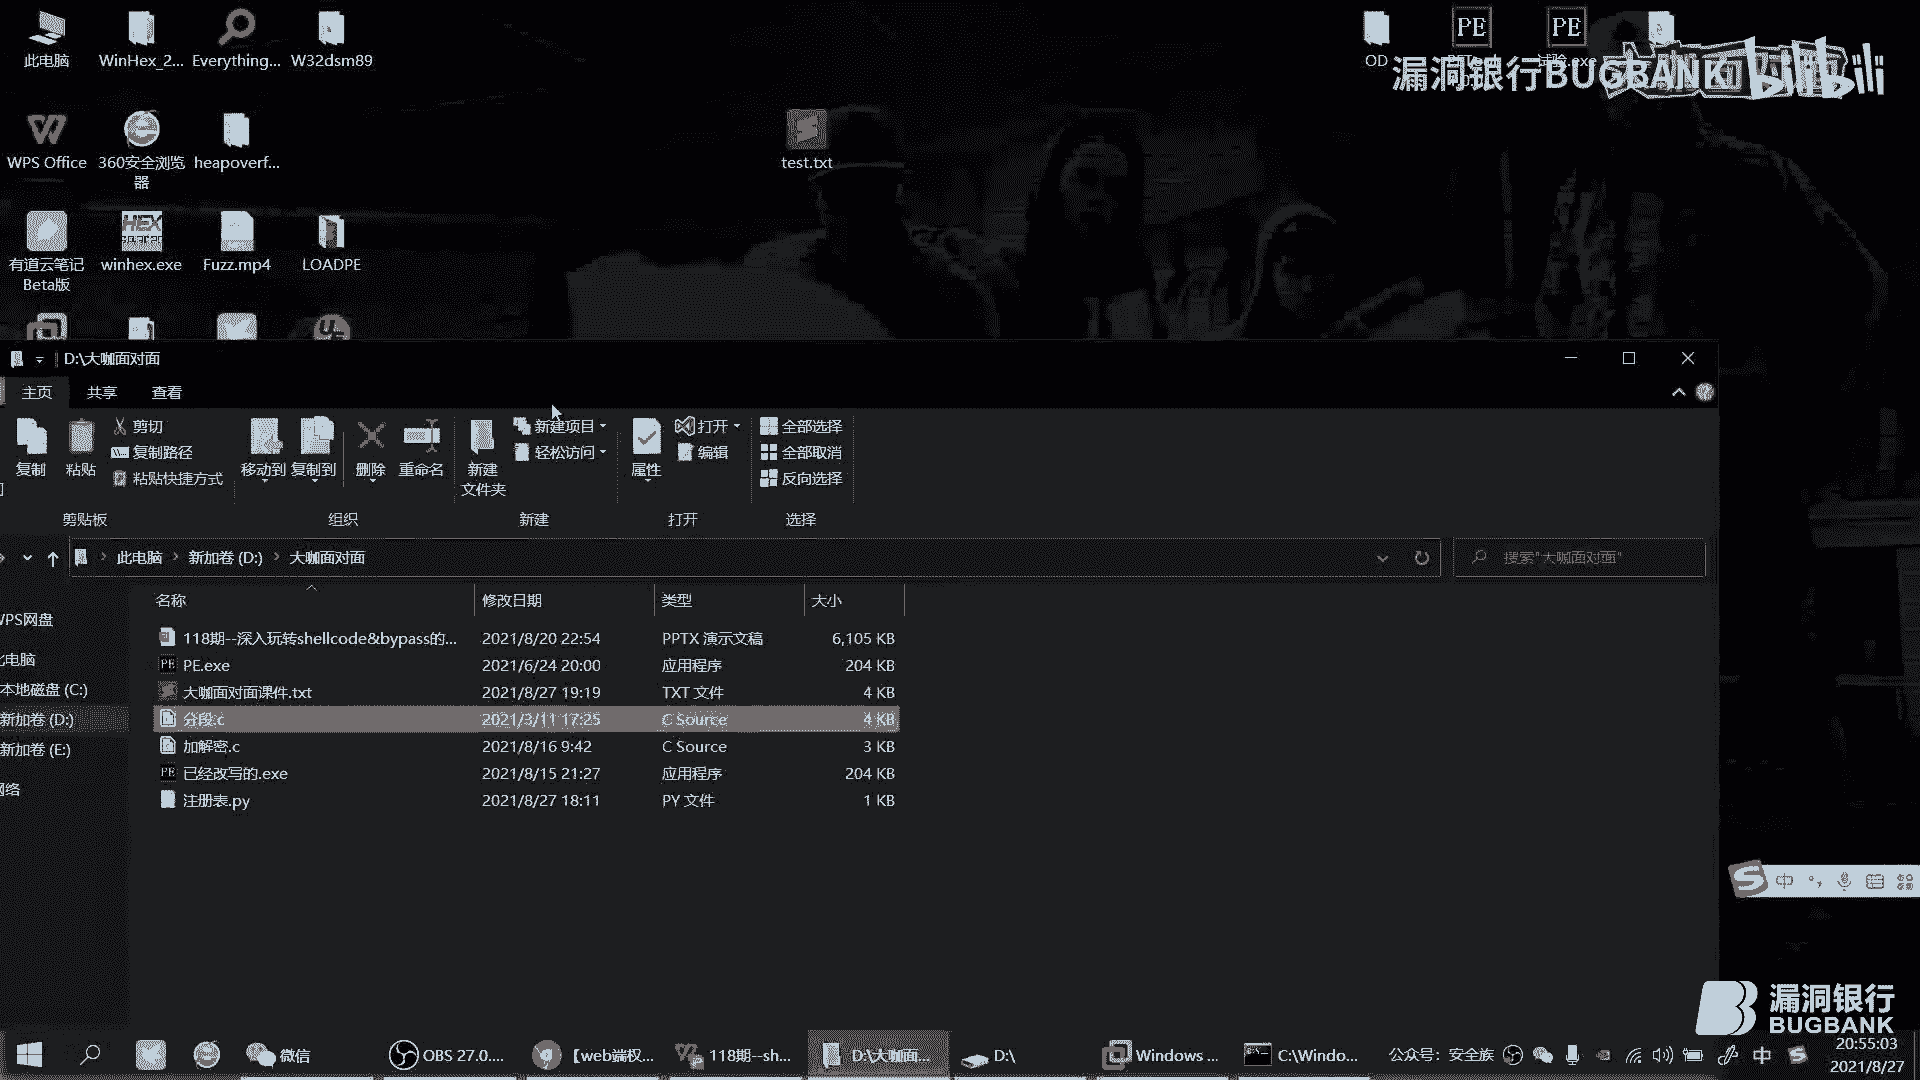 此电脑
WinHex_2...
Everything...
W32dsm89
OD
试验.exe
漏洞银行BUGBANK
bilibili
WPS Office
360安全浏览器
heapoverf...
test.txt
有道云笔记
Beta版
winhex.exe
Fuzz.mp4
LOADPE
D:\大咖面对面
主页
共享
查看
复制
粘贴
剪切
复制路径
粘贴快捷方式
移动到
复制到
删除
重命名
新建
文件夹
新建项目
轻松访问
属性
打开
编辑
全部选择
全部取消
反向选择
剪贴板
组织
新建
打开
选择
此电脑
新加卷 (D:)
大咖面对面
搜索"大咖面对面"
名称
修改日期
类型
大小
WPS网盘
此电脑
本地磁盘 (C:)
新加卷 (D:)
新加卷 (E:)
网络
118期--深入玩转shellcode&bypass的... 2021/8/20 22:54 PPTX 演示文稿 6,105 KB
PE.exe 2021/6/24 20:00 应用程序 204 KB
大咖面对面课件.txt 2021/8/27 19:19 TXT 文件 4 KB
分段.c 2021/3/11 17:25 C Source 4 KB
加解密.c 2021/8/16 9:42 C Source 3 KB
已经改写的.exe 2021/8/15 21:27 应用程序 204 KB
注册表.py 2021/8/27 18:11 PY 文件 1 KB
中
漏洞银行
BUGBANK
微信
OBS 27.0....
【web端权...
118期--sh...
D:\大咖面...
D:\
Windows ...
C:\Windo...
公众号：安全族
中
20:55:03
2021/8/27